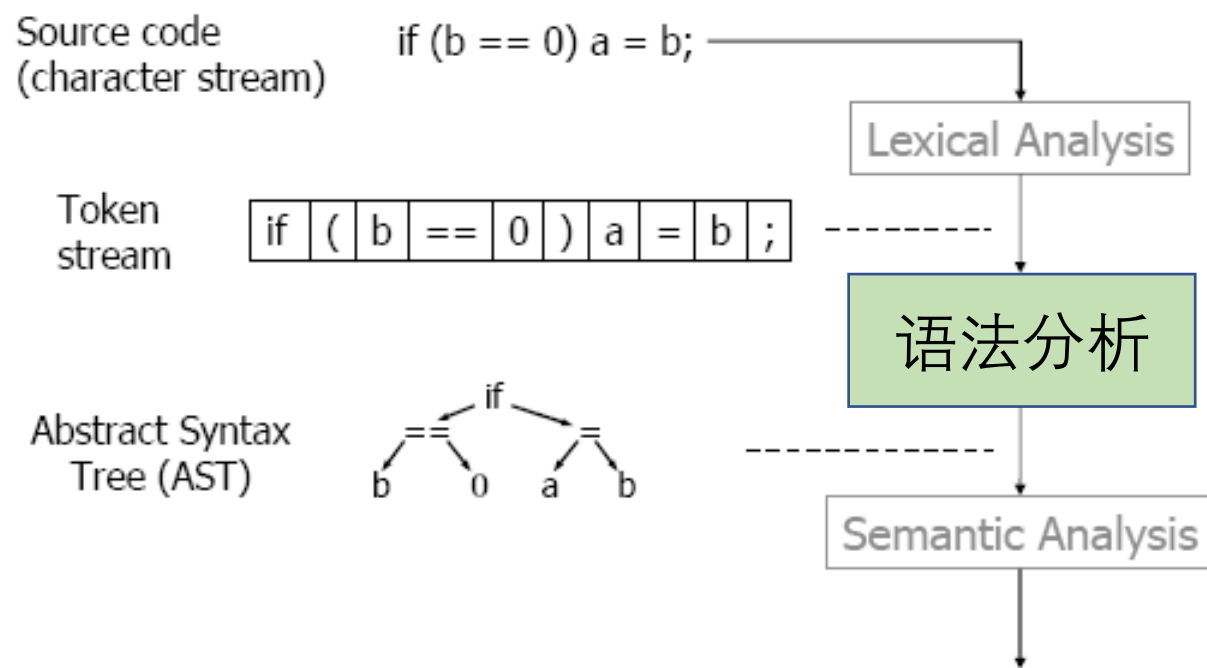 Source code
(character stream)
if (b == 0) a = b;
Lexical Analysis
Token
stream
if ( b == 0 ) a = b ;
语法分析
Abstract Syntax
Tree (AST)
if
== =
b 0 a b
Semantic Analysis